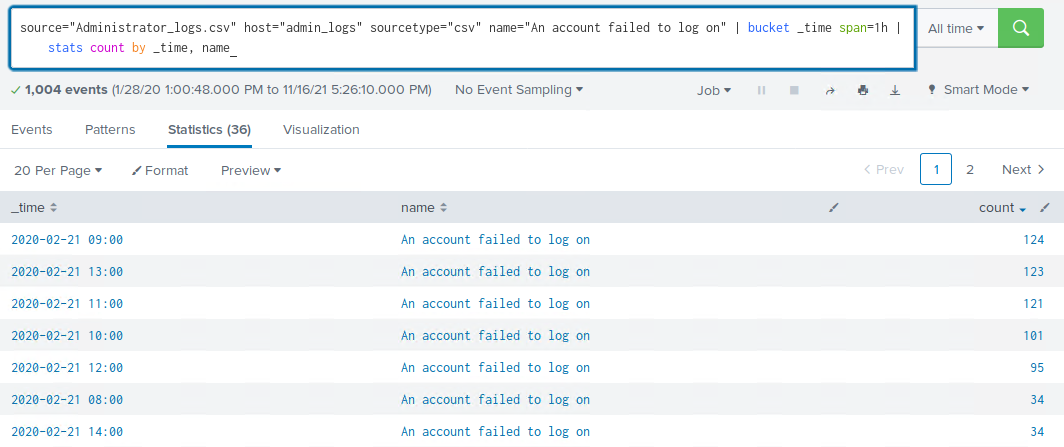 source="Administrator_logs.csv" host="admin_logs" sourcetype="csv" name="An account failed to log on" | bucket _time span=1h |
stats count by _time, name
All time
1,004 events (1/28/20 1:00:48.000 PM to 11/16/21 5:26:10.000 PM) No Event Sampling Job Smart Mode
Events Patterns Statistics (36) Visualization
20 Per Page Format Preview Prev 1 2 Next
_time name count
2020-02-21 09:00 An account failed to log on 124
2020-02-21 13:00 An account failed to log on 123
2020-02-21 11:00 An account failed to log on 121
2020-02-21 10:00 An account failed to log on 101
2020-02-21 12:00 An account failed to log on 95
2020-02-21 08:00 An account failed to log on 34
2020-02-21 14:00 An account failed to log on 34